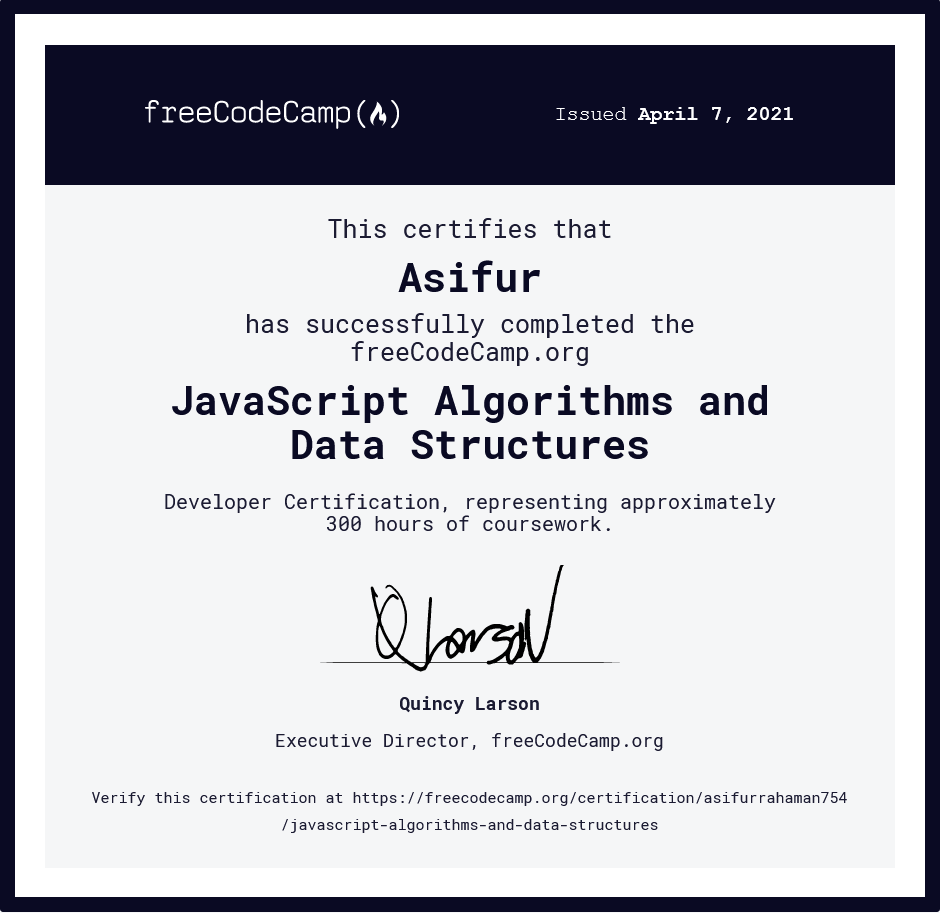 freeCodeCamp(🔥)
Issued April 7, 2021
This certifies that
Asifur
has successfully completed the
freeCodeCamp.org
JavaScript Algorithms and
Data Structures
Developer Certification, representing approximately
300 hours of coursework.
Q Larson
Quincy Larson
Executive Director, freeCodeCamp.org
Verify this certification at https://freecodecamp.org/certification/asifurrahaman754
/javascript-algorithms-and-data-structures